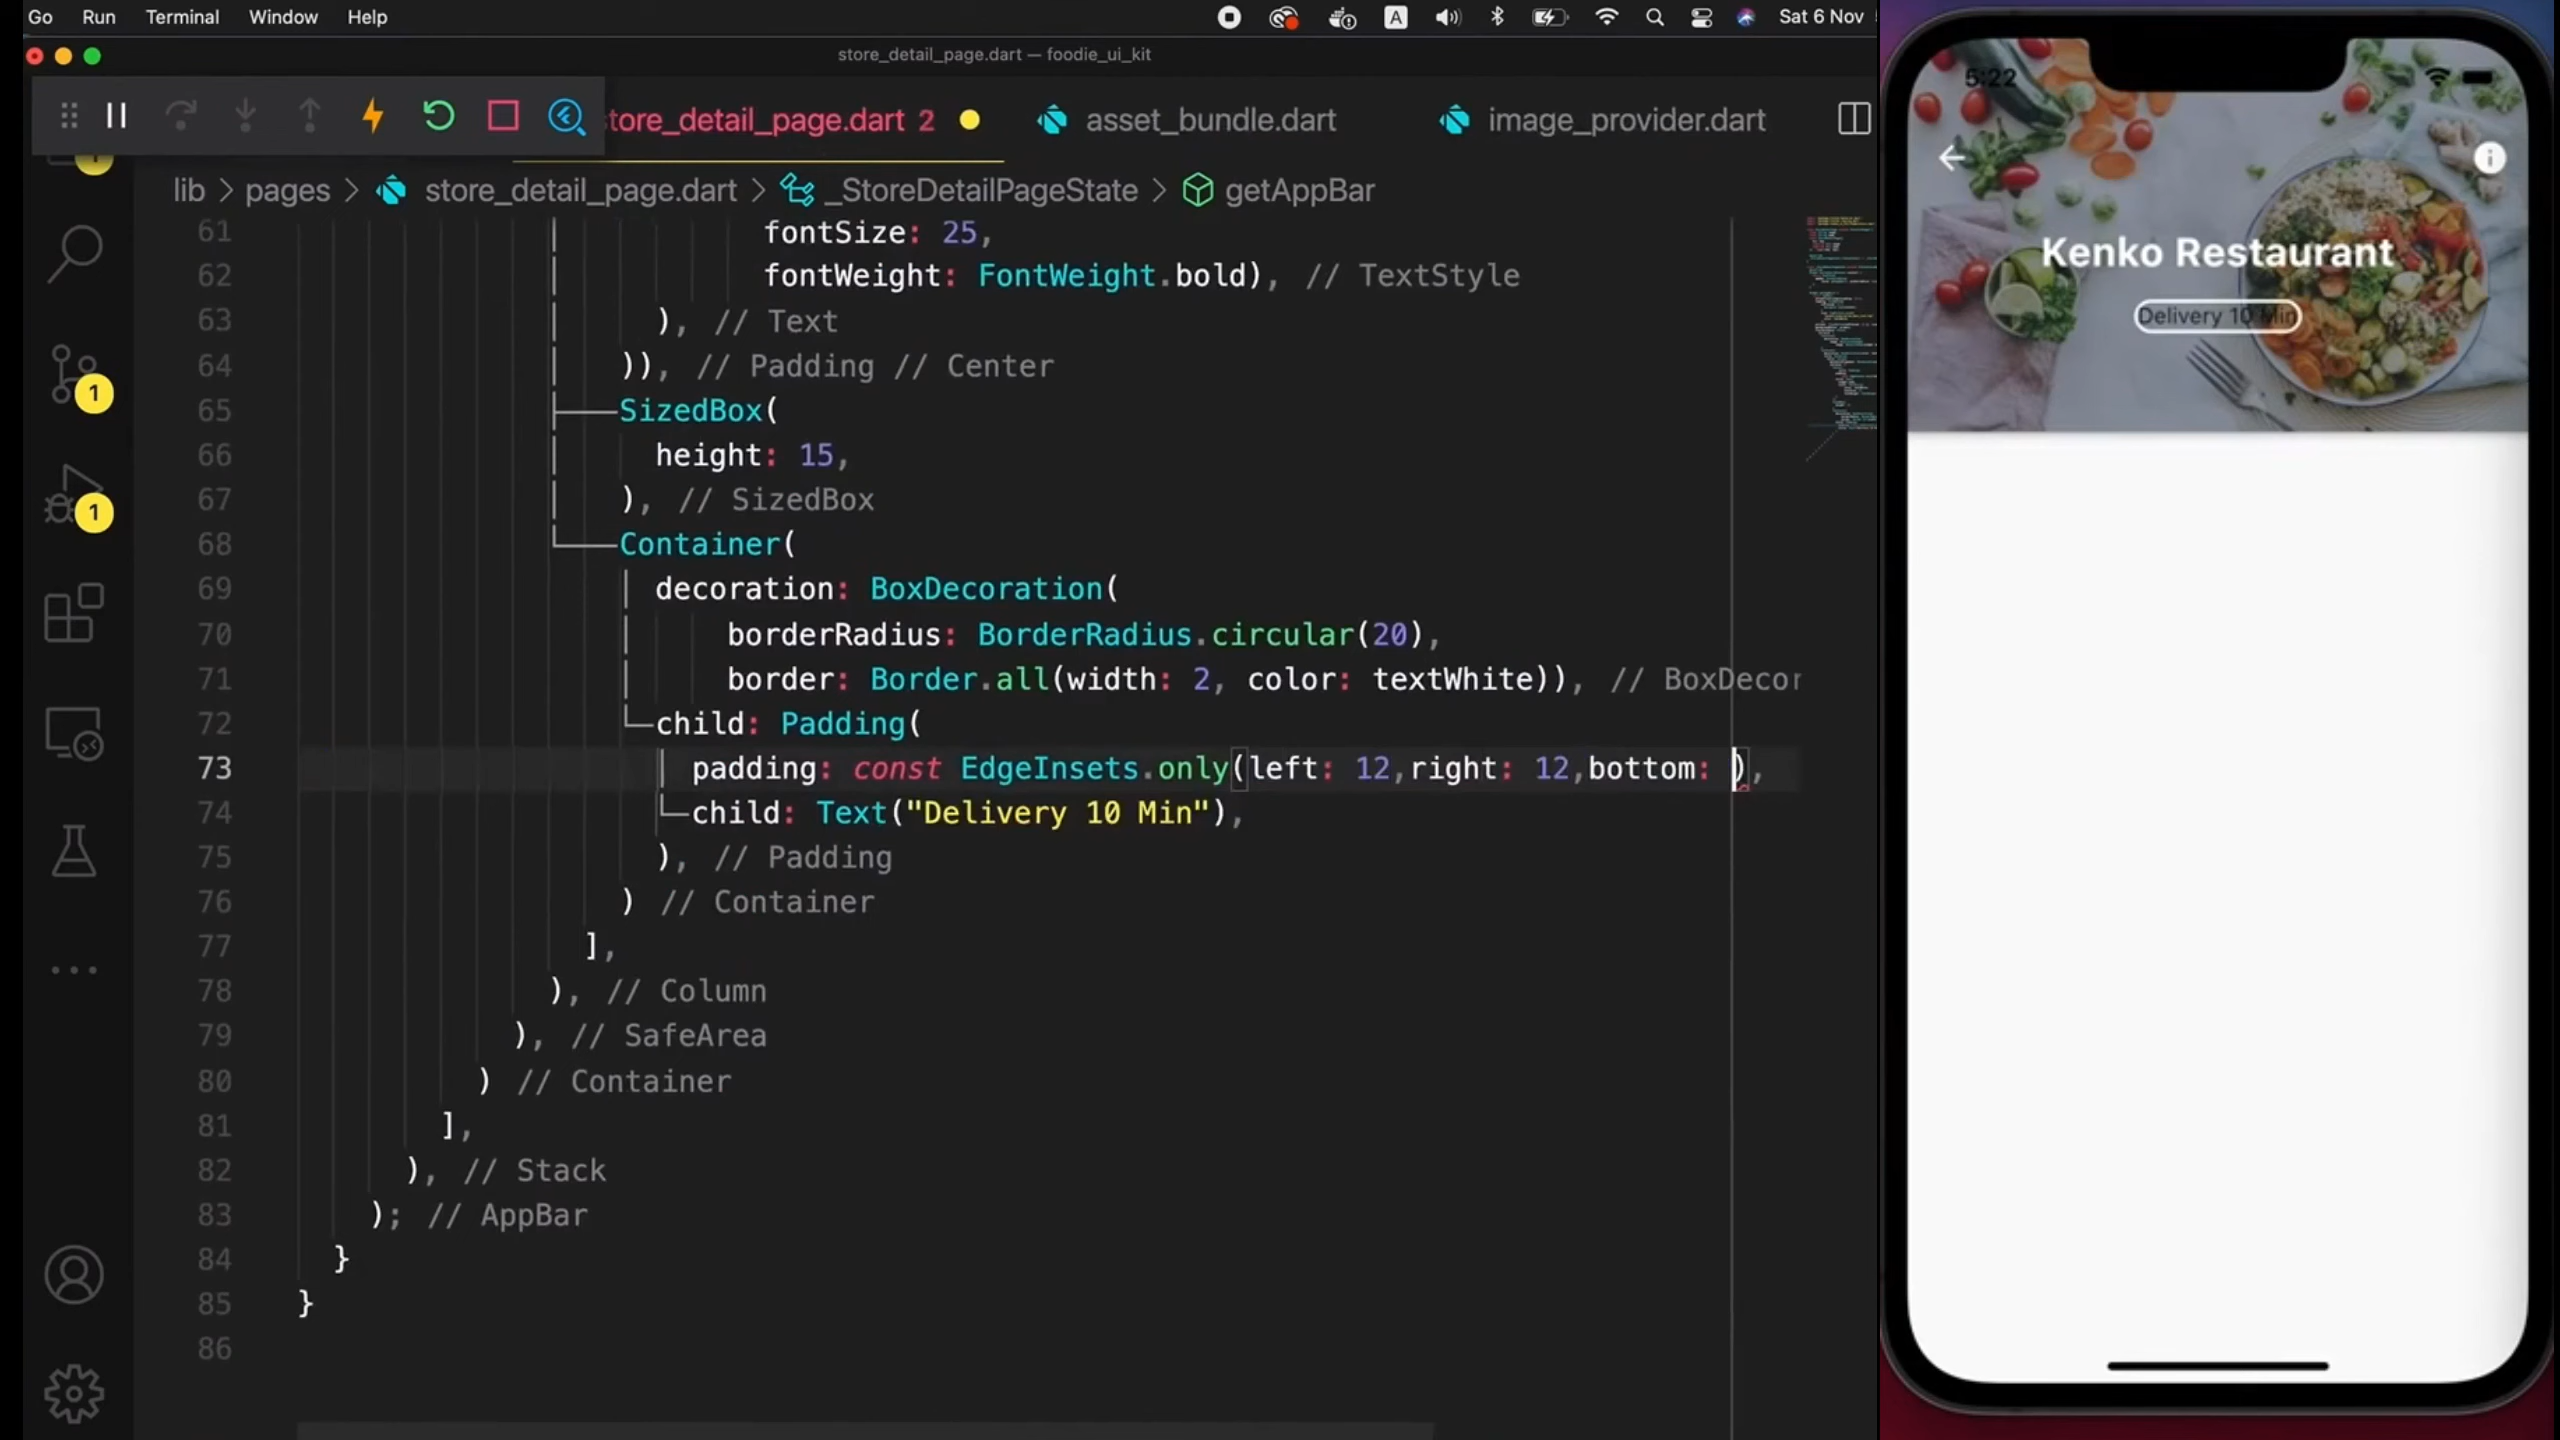 Go Run Terminal Window Help
A
Sat 6 Nov
store_detail_page.dart — foodie_ui_kit
store_detail_page.dart 2
asset_bundle.dart
image_provider.dart
lib > pages > store_detail_page.dart > _StoreDetailPageState > getAppBar
61 fontSize: 25,
62 fontWeight: FontWeight.bold), // TextStyle
63 ), // Text
64 )), // Padding // Center
65 SizedBox(
66 height: 15,
67 ), // SizedBox
68 Container(
69 decoration: BoxDecoration(
70 borderRadius: BorderRadius.circular(20),
71 border: Border.all(width: 2, color: textWhite)), // BoxDecor
72 child: Padding(
73 padding: const EdgeInsets.only(left: 12,right: 12,bottom: ),
74 child: Text("Delivery 10 Min"),
75 ), // Padding
76 ) // Container
77 ],
78 ), // Column
79 ), // SafeArea
80 ) // Container
81 ],
82 ), // Stack
83 ); // AppBar
84 }
85 }
86
1
1
5:22
Kenko Restaurant
Delivery 10 Min